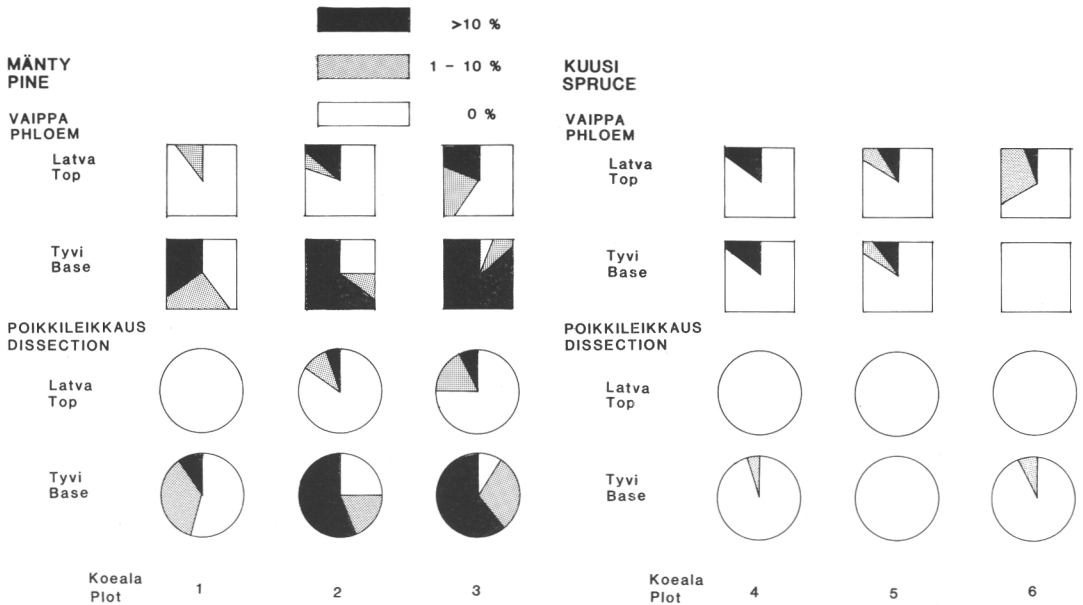 >10 %
1 – 10 %
0 %
MÄNTY
PINE
VAIPPA
PHLOEM
Latva
Top
Tyvi
Base
POIKKILEIKKAUS
DISSECTION
Latva
Top
Tyvi
Base
Koeala
Plot
1 2 3
KUUSI
SPRUCE
VAIPPA
PHLOEM
Latva
Top
Tyvi
Base
POIKKILEIKKAUS
DISSECTION
Latva
Top
Tyvi
Base
Koeala
Plot
4 5 6